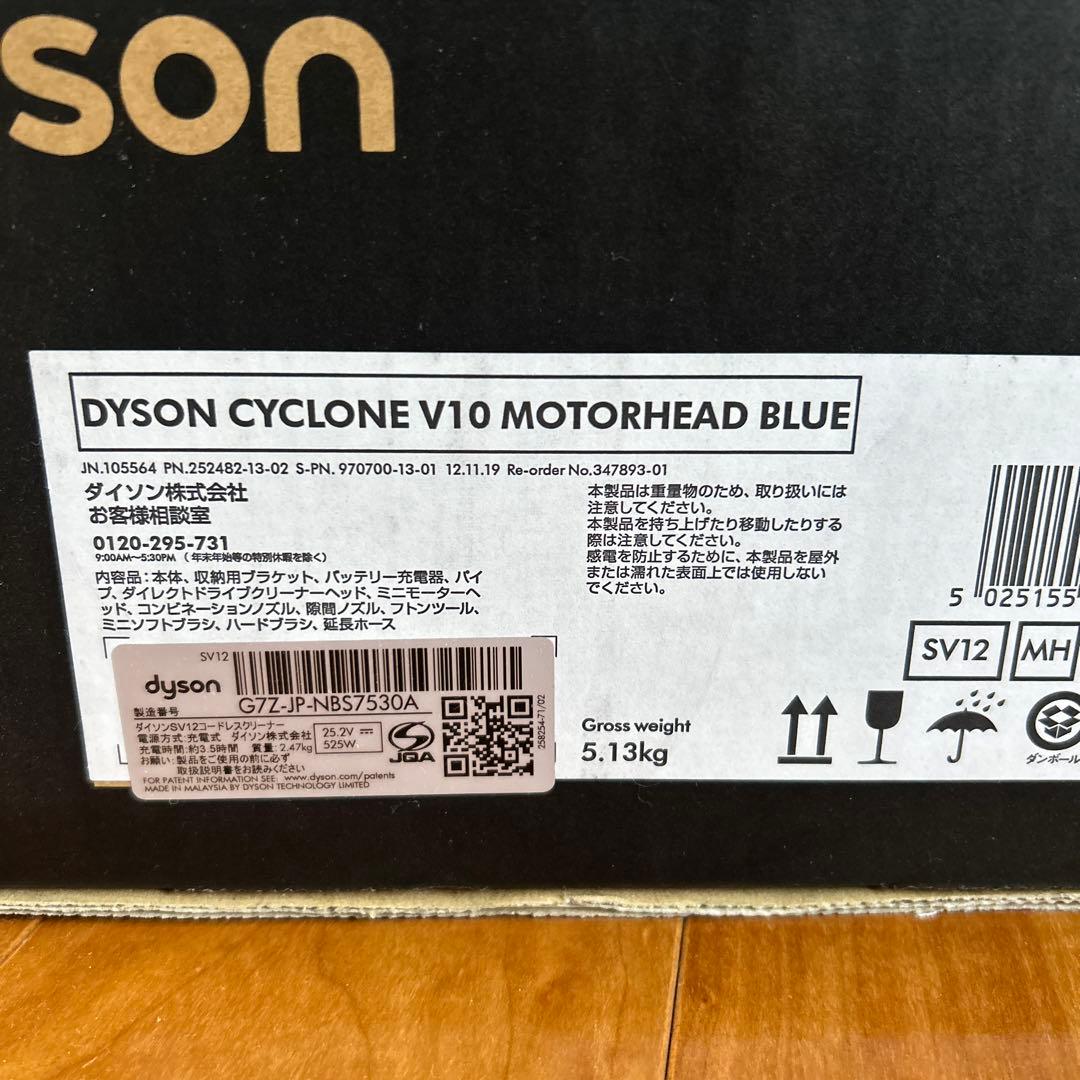 son
DYSON CYCLONE V10 MOTORHEAD BLUE
JN.105564 PN.252482-13-02 S-PN. 970700-13-01 12.11.19 Re-order No.347893-01
ダイソン株式会社
お客様相談室
0120-295-731
9:00AM〜5:30PM （年末年始等の特別休暇を除く）
内容品：本体、収納用ブラケット、バッテリー充電器、パイ
プ、ダイレクトドライブクリーナーヘッド、ミニモーターヘ
ッド、コンビネーションノズル、隙間ノズル、フトンツール、
ミニソフトブラシ、ハードブラシ、延長ホース
本製品は重量物のため、取り扱いには
注意してください。
本製品を持ち上げたり移動したりする
際は注意してください。
感電を防止するために、本製品を屋外
または濡れた表面上では使用しない
でください。
5 025155
SV12
MH
SV12
dyson
製造番号
G7Z-JP-NBS7530A
ダイソンSV12コードレスクリーナー
電源方式:充電式 ダイソン株式会社
充電時間:約3.5時間 質量:2.47kg
25.2V
525W
JQA
お願い:製品をご使用の前に必ず
取扱説明書をお読みください
FOR PATENT INFORMATION SEE: www.dyson.com/patents
MADE IN MALAYSIA BY DYSON TECHNOLOGY LIMITED
258254-71/02
Gross weight
5.13kg
ダンボール